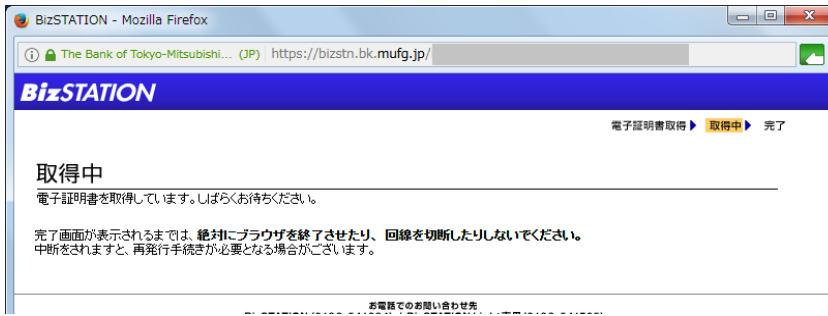 BizSTATION - Mozilla Firefox
The Bank of Tokyo-Mitsubishi... (JP) https://bizstn.bk.mufg.jp/
BizSTATION
電子証明書取得 取得中 完了
取得中
電子証明書を取得しています。しばらくお待ちください。
完了画面が表示されるまでは、絶対にブラウザを終了させたり、回線を切断したりしないでください。
中断をされますと、再発行手続きが必要となる場合がございます。
お電話でのお問い合わせ先